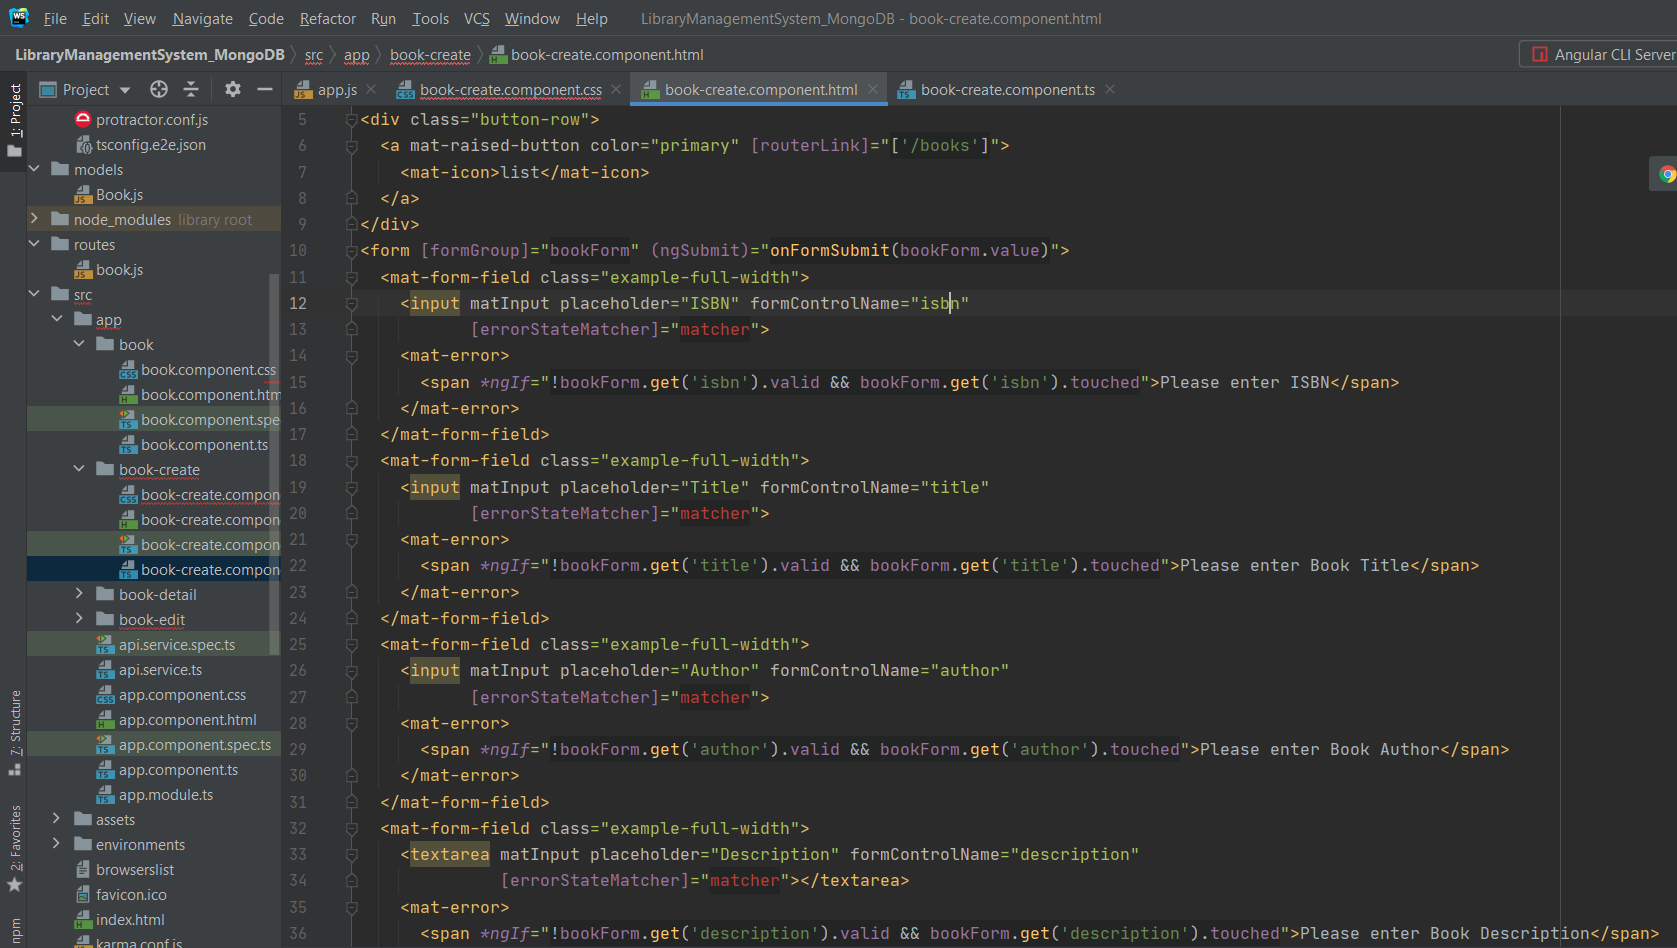 WS File Edit View Navigate Code Refactor Run Tools VCS Window Help LibraryManagementSystem_MongoDB - book-create.component.html
LibraryManagementSystem_MongoDB src app book-create book-create.component.html Angular CLI Server
Project app.js book-create.component.css book-create.component.html book-create.component.ts
1: Project
7: Structure
2: Favorites
npm
protractor.conf.js
tsconfig.e2e.json
models
Book.js
node_modules library root
routes
book.js
src
app
book
book.component.css
book.component.htm
book.component.spe
book.component.ts
book-create
book-create.compon
book-create.compon
book-create.compon
book-create.compon
book-detail
book-edit
api.service.spec.ts
api.service.ts
app.component.css
app.component.html
app.component.spec.ts
app.component.ts
app.module.ts
assets
environments
browserslist
favicon.ico
index.html
karma.conf.js
5 <div class="button-row">
6 <a mat-raised-button color="primary" [routerLink]="['/books']">
7 <mat-icon>list</mat-icon>
8 </a>
9 </div>
10 <form [formGroup]="bookForm" (ngSubmit)="onFormSubmit(bookForm.value)">
11 <mat-form-field class="example-full-width">
12 <input matInput placeholder="ISBN" formControlName="isbn"
13 [errorStateMatcher]="matcher">
14 <mat-error>
15 <span *ngIf="!bookForm.get('isbn').valid && bookForm.get('isbn').touched">Please enter ISBN</span>
16 </mat-error>
17 </mat-form-field>
18 <mat-form-field class="example-full-width">
19 <input matInput placeholder="Title" formControlName="title"
20 [errorStateMatcher]="matcher">
21 <mat-error>
22 <span *ngIf="!bookForm.get('title').valid && bookForm.get('title').touched">Please enter Book Title</span>
23 </mat-error>
24 </mat-form-field>
25 <mat-form-field class="example-full-width">
26 <input matInput placeholder="Author" formControlName="author"
27 [errorStateMatcher]="matcher">
28 <mat-error>
29 <span *ngIf="!bookForm.get('author').valid && bookForm.get('author').touched">Please enter Book Author</span>
30 </mat-error>
31 </mat-form-field>
32 <mat-form-field class="example-full-width">
33 <textarea matInput placeholder="Description" formControlName="description"
34 [errorStateMatcher]="matcher"></textarea>
35 <mat-error>
36 <span *ngIf="!bookForm.get('description').valid && bookForm.get('description').touched">Please enter Book Description</span>